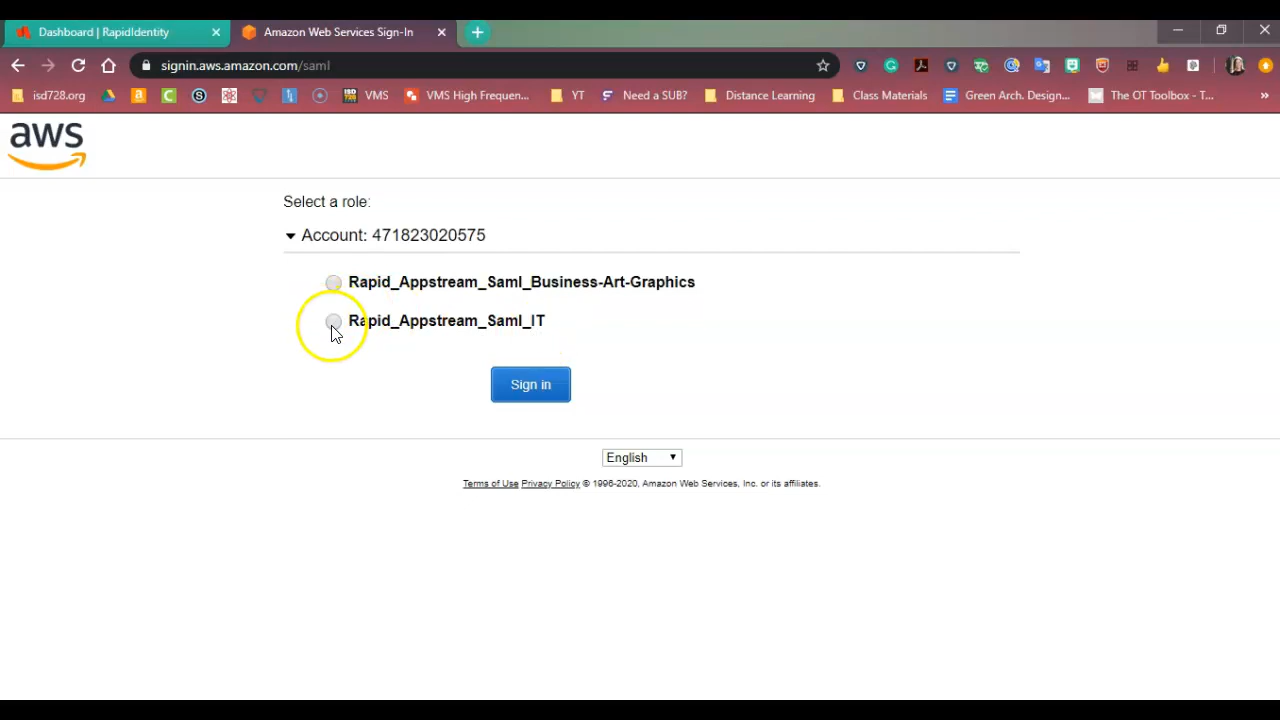 Dashboard | RapidIdentity
Amazon Web Services Sign-In
signin.aws.amazon.com/saml
isd728.org
VMS
VMS High Frequen...
YT
Need a SUB?
Distance Learning
Class Materials
Green Arch. Design...
The OT Toolbox - T...
aws
Select a role:
Account: 471823020575
Rapid_Appstream_Saml_Business-Art-Graphics
Rapid_Appstream_Saml_IT
Sign in
English
Terms of Use Privacy Policy © 1996-2020, Amazon Web Services, Inc. or its affiliates.